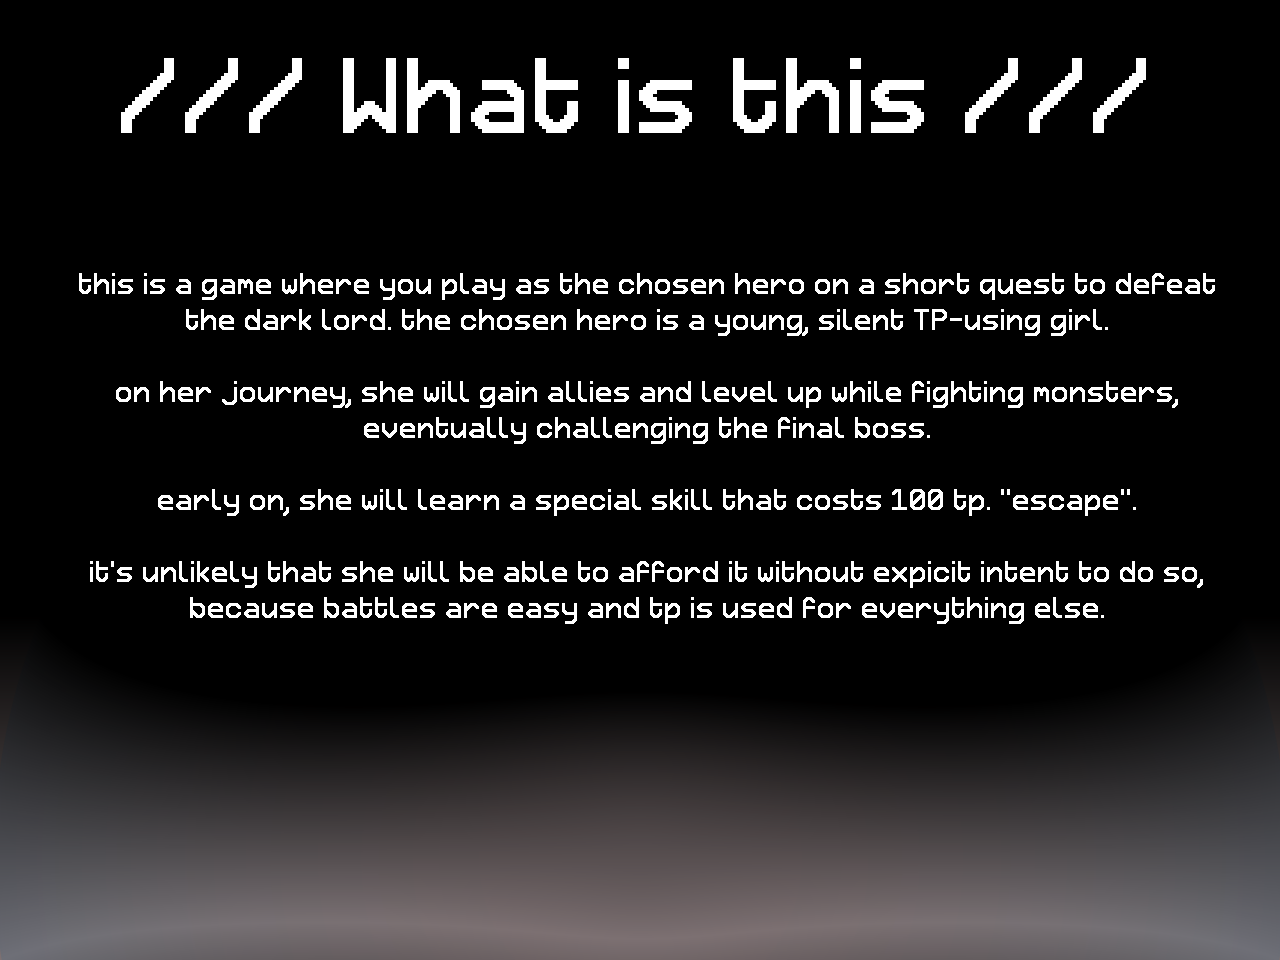 /// What is this ///
this is a game where you play as the chosen hero on a short quest to defeat
the dark lord. the chosen hero is a young, silent TP-using girl.
on her journey, she will gain allies and level up while fighting monsters,
eventually challenging the final boss.
early on, she will learn a special skill that costs 100 tp. "escape".
it's unlikely that she will be able to afford it without expicit intent to do so,
because battles are easy and tp is used for everything else.